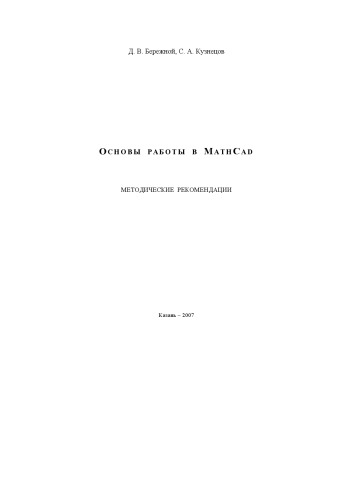 Д. В. Бережной, С. А. Кузнецов
Основы работы в MathCad
МЕТОДИЧЕСКИЕ РЕКОМЕНДАЦИИ
Казань – 2007